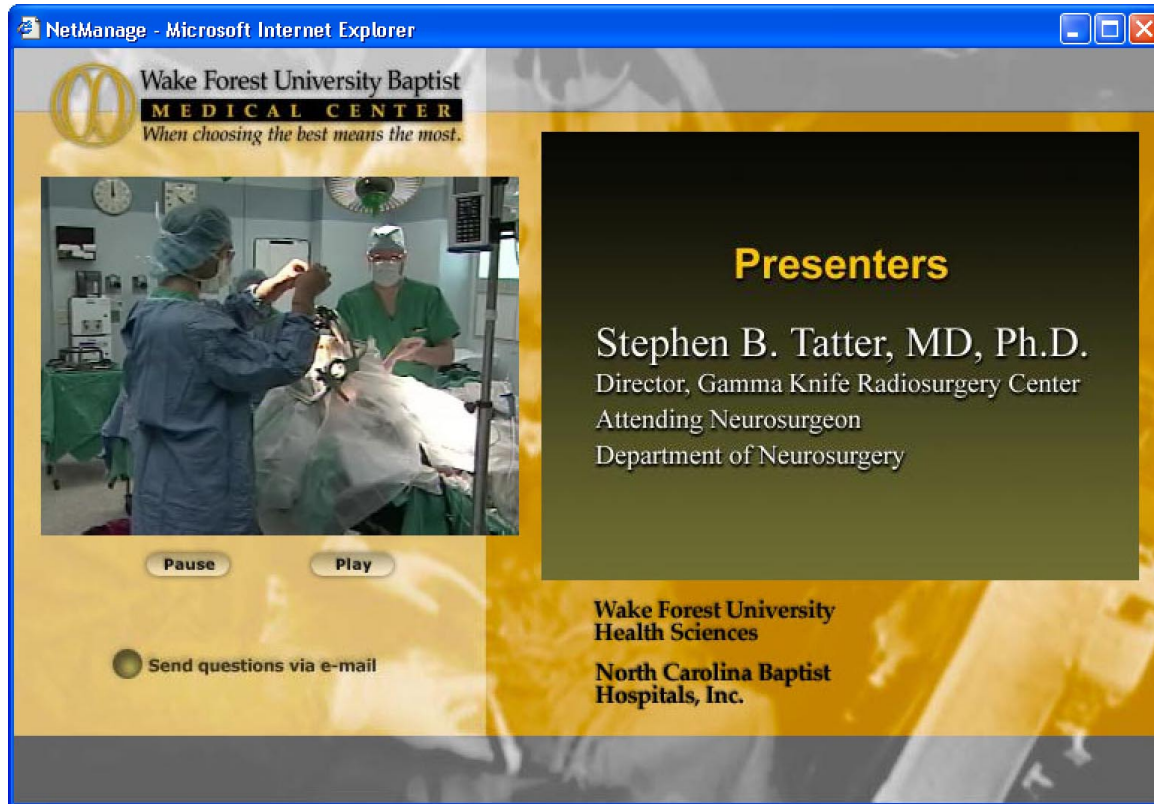 NetManage - Microsoft Internet Explorer
Wake Forest University Baptist
MEDICAL CENTER
When choosing the best means the most.
Presenters
Stephen B. Tatter, MD, Ph.D.
Director, Gamma Knife Radiosurgery Center
Attending Neurosurgeon
Department of Neurosurgery
Pause
Play
Send questions via e-mail
Wake Forest University
Health Sciences
North Carolina Baptist
Hospitals, Inc.